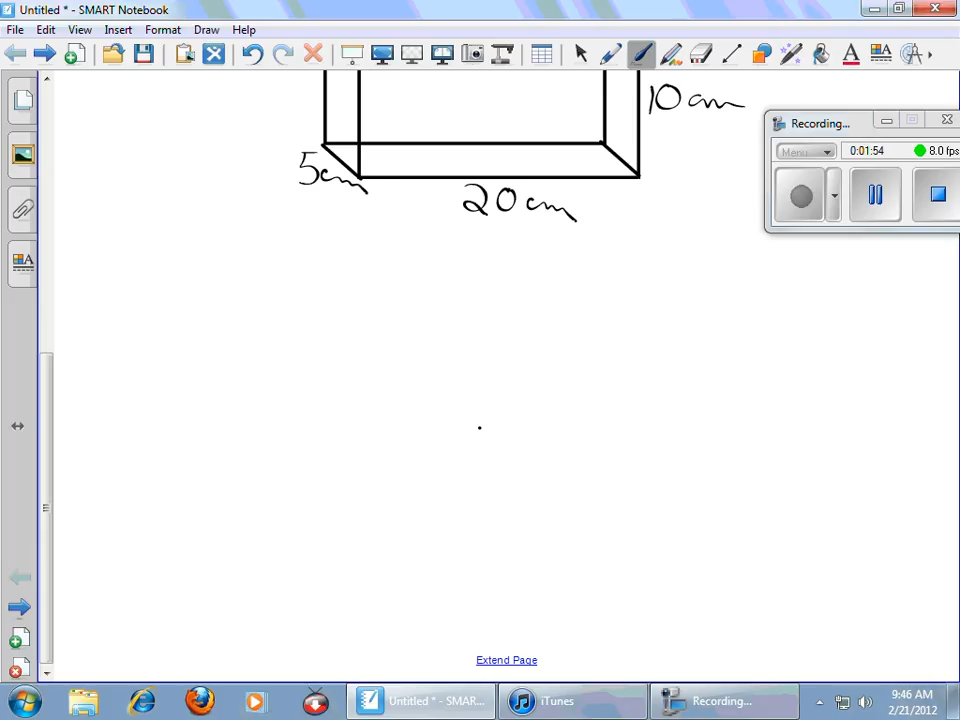 Untitled * - SMART Notebook
File Edit View Insert Format Draw Help
10 cm
Recording...
Menu
0:01:54
8.0 fps
5cm
20 cm
Extend Page
Untitled * - SMAR...
iTunes
Recording...
9:46 AM
2/21/2012